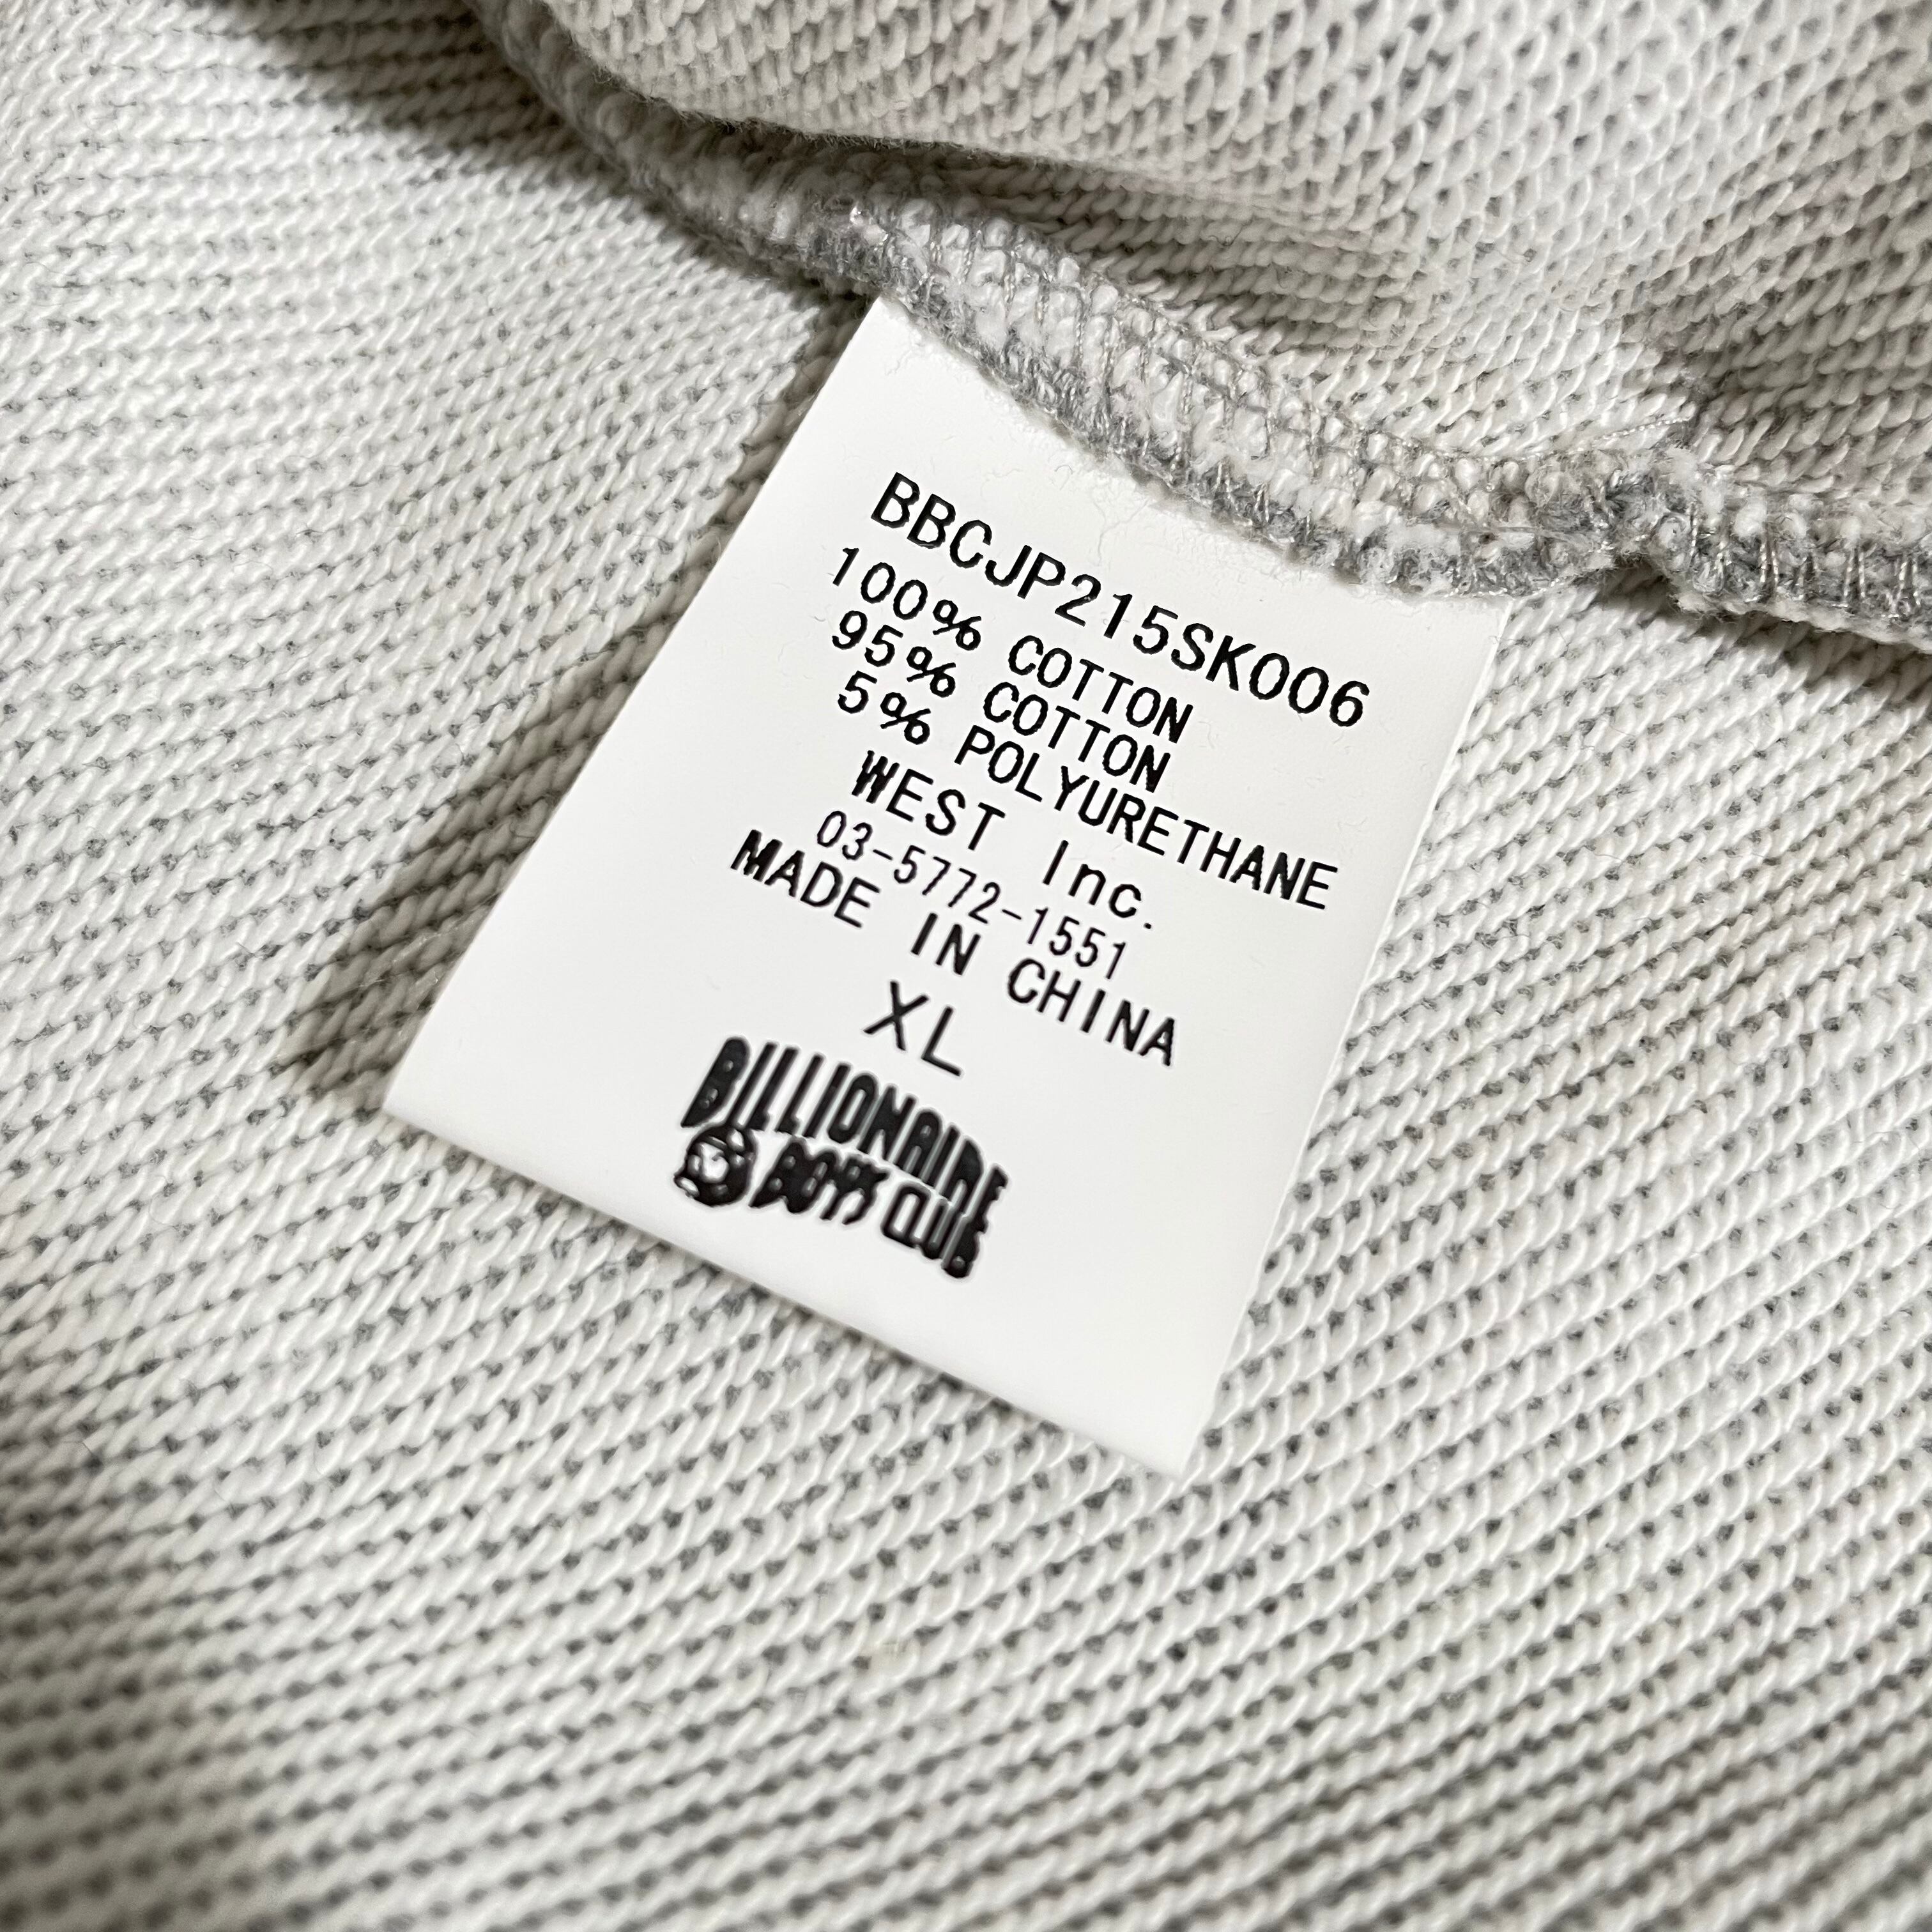 BBCJP215SK006
100% COTTON
95% COTTON
5% POLYURETHANE
WEST Inc.
03-5772-1551
MADE IN CHINA
XL
BILLIONAIRE
BOYS CLUB